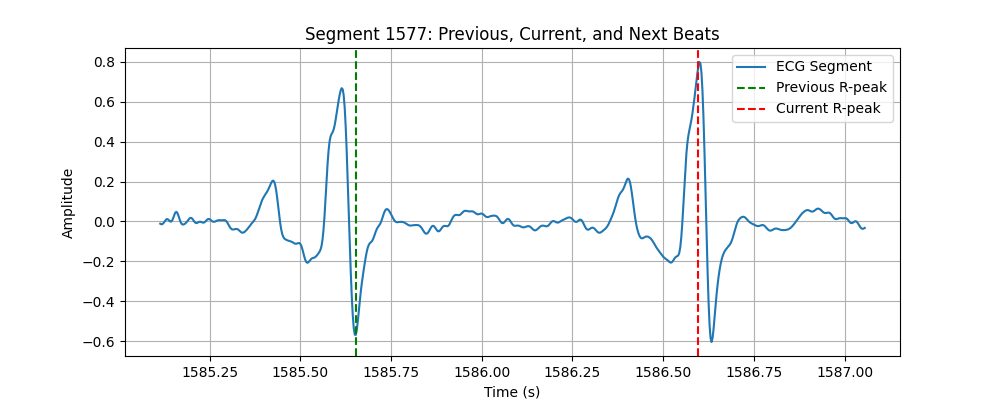 Segment 1577: Previous, Current, and Next Beats
ECG Segment
Previous R-peak
Current R-peak
Amplitude
0.8
0.6
0.4
0.2
0.0
−0.2
−0.4
−0.6
1585.25 1585.50 1585.75 1586.00 1586.25 1586.50 1586.75 1587.00
Time (s)